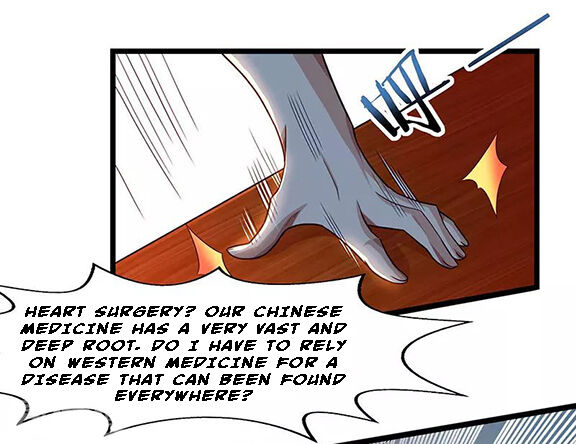 呼
HEART SURGERY? OUR CHINESE
MEDICINE HAS A VERY VAST AND
DEEP ROOT. DO I HAVE TO RELY
ON WESTERN MEDICINE FOR A
DISEASE THAT CAN BEEN FOUND
EVERYWHERE?